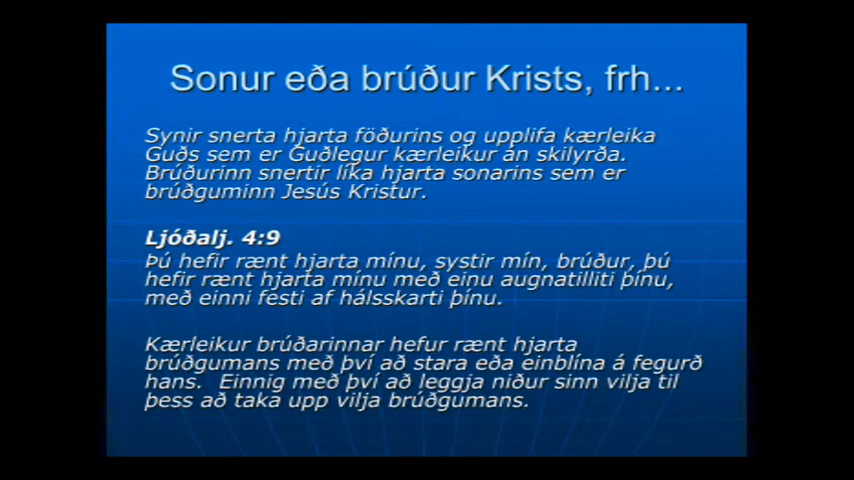 Sonur eða brúður Krists, frh...
Synir snerta hjarta föðurins og upplifa kærleika
Guðs sem er Guðlegur kærleikur án skilyrða.
Brúðurinn snertir líka hjarta sonarins sem er
brúðguminn Jesús Kristur.
Ljóðalj. 4:9
Þú hefir rænt hjarta mínu, systir mín, brúður, þú
hefir rænt hjarta mínu með einu augnatilliti þínu,
með einni festi af hálsskarti þínu.
Kærleikur brúðarinnar hefur rænt hjarta
brúðgumans með því að stara eða einblína á fegurð
hans. Einnig með því að leggja niður sinn vilja til
þess að taka upp vilja brúðgumans.